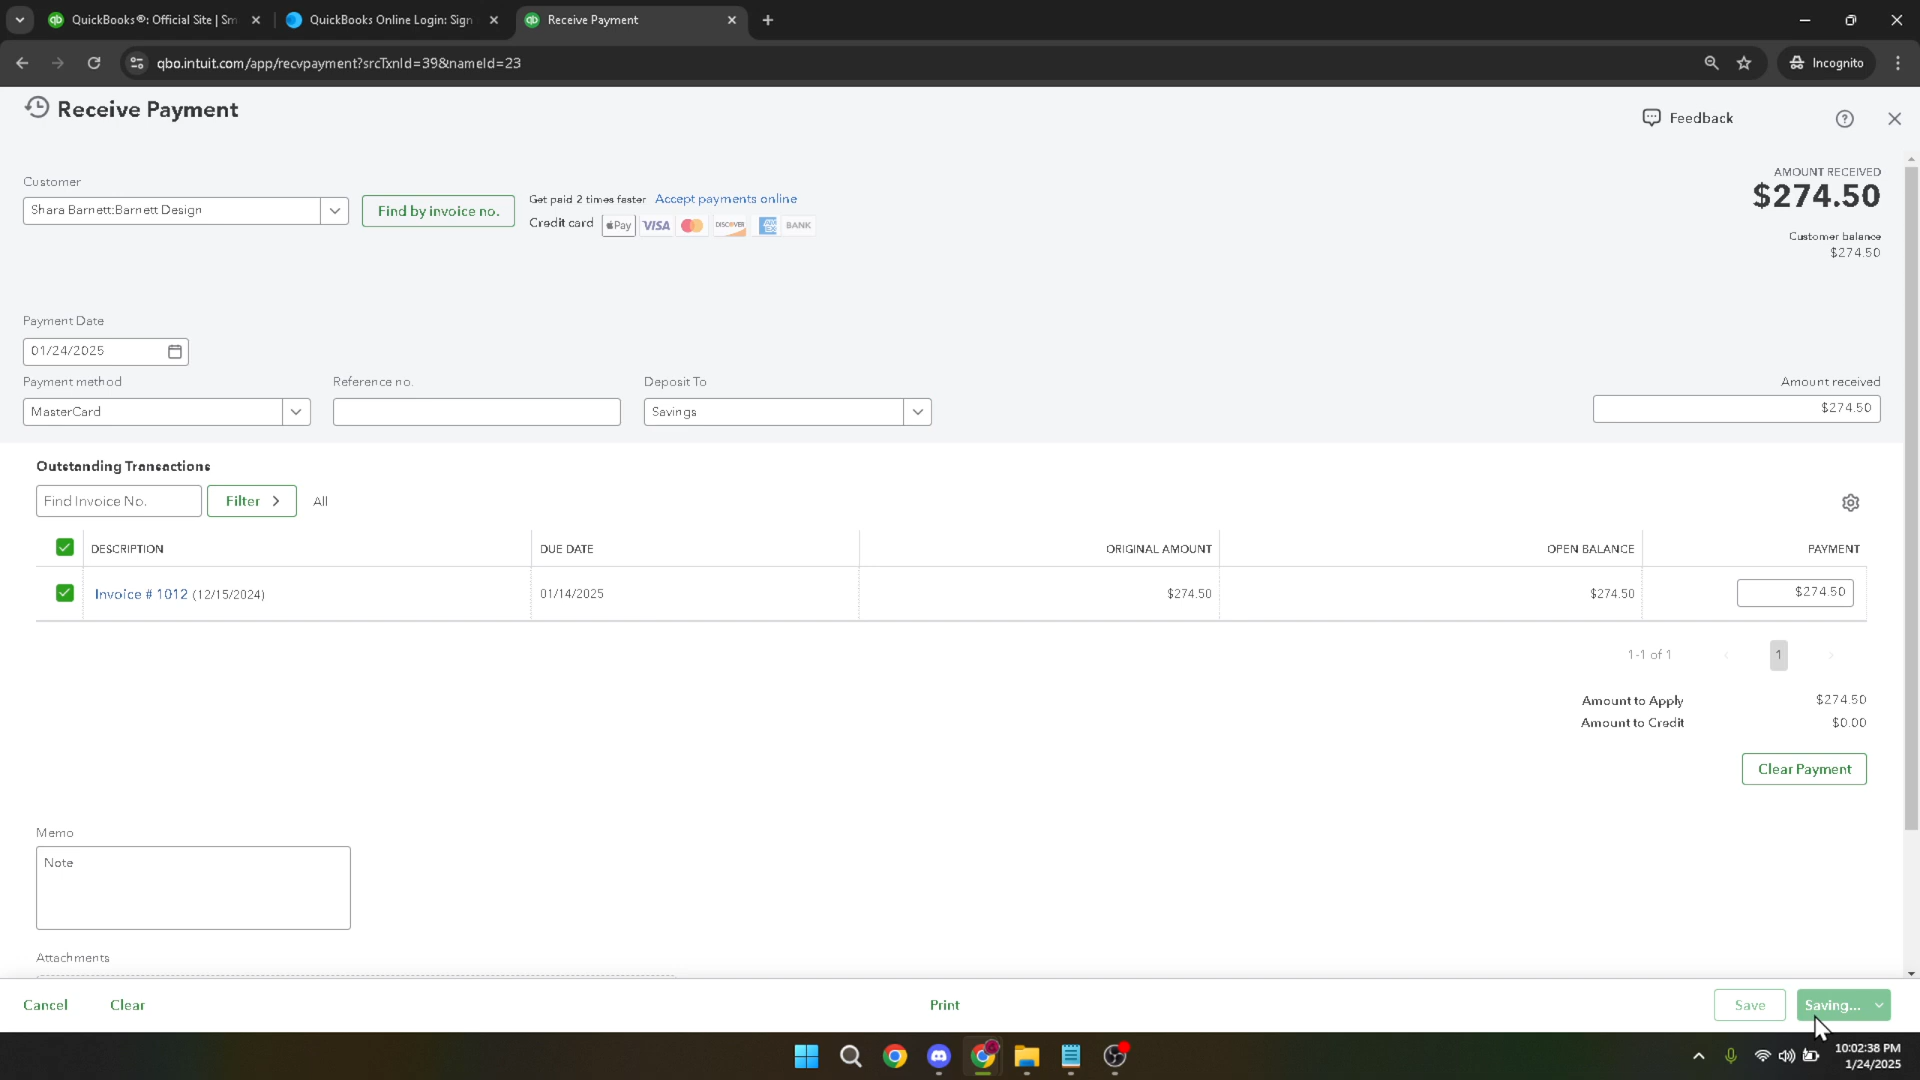 QuickBooks®: Official Site | Sm
QuickBooks Online Login: Sign
Receive Payment
qbo.intuit.com/app/recvpayment?srcTxnId=39&nameId=23
Incognito
Receive Payment
Feedback
Customer
Shara Barnett:Barnett Design
Find by invoice no.
Get paid 2 times faster Accept payments online
Credit card Pay VISA DISCOVER BANK
AMOUNT RECEIVED
$274.50
Customer balance
$274.50
Payment Date
01/24/2025
Payment method
Reference no.
Deposit To
Amount received
MasterCard
Savings
$274.50
Outstanding Transactions
Find Invoice No.
Filter
All
DESCRIPTION DUE DATE ORIGINAL AMOUNT OPEN BALANCE PAYMENT
Invoice # 1012 (12/15/2024) 01/14/2025 $274.50 $274.50 $274.50
1-1 of 1 1
Amount to Apply $274.50
Amount to Credit $0.00
Clear Payment
Memo
Note
Attachments
Cancel Clear Print Save Saving...
10:02:38 PM
1/24/2025